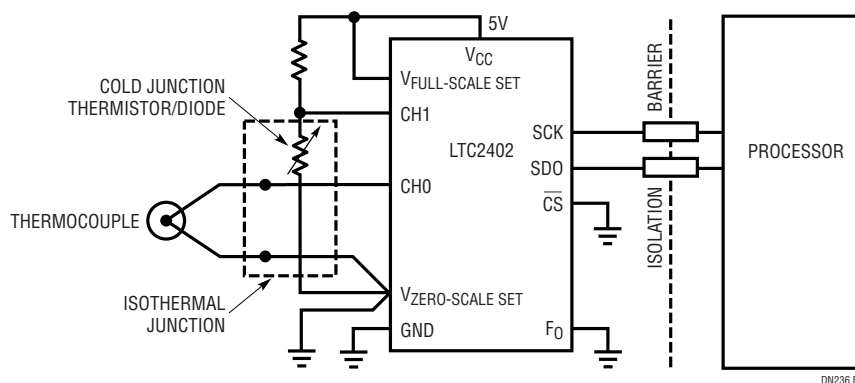 5V
VCC
VFULL-SCALE SET
COLD JUNCTION
THERMISTOR/DIODE
CH1
LTC2402
SCK
SDO
CS
BARRIER
ISOLATION
PROCESSOR
CH0
THERMOCOUPLE
ISOTHERMAL
JUNCTION
VZERO-SCALE SET
GND
FO